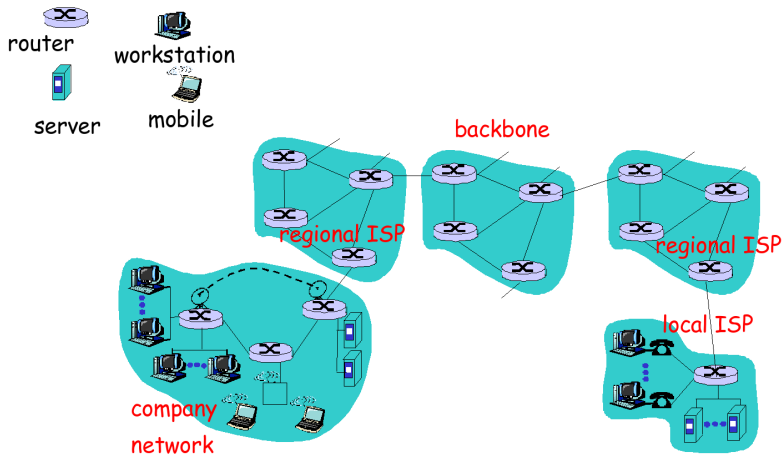 router
workstation
server
mobile
backbone
regional ISP
regional ISP
local ISP
company
network